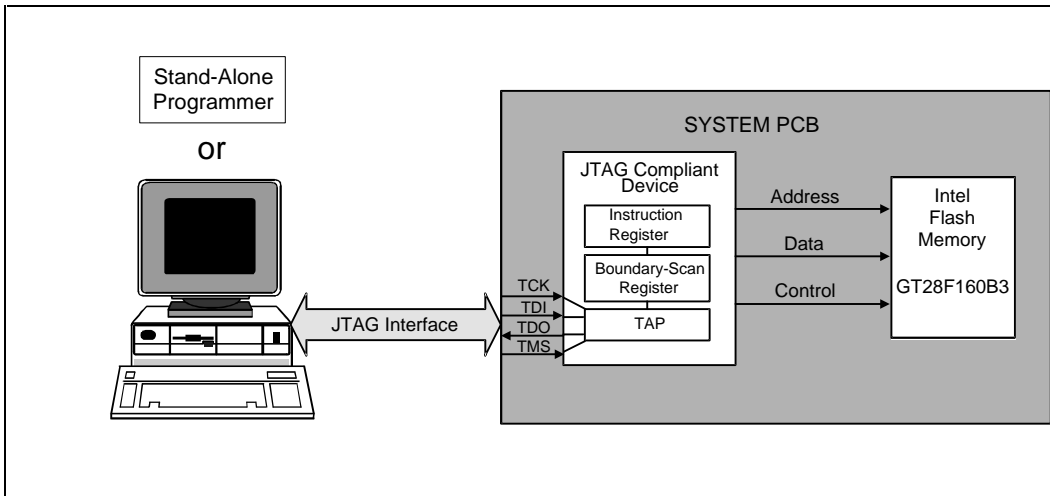 Stand-Alone
Programmer
or
JTAG Interface
SYSTEM PCB
JTAG Compliant
Device
Instruction
Register
Boundary-Scan
Register
TAP
TCK
TDI
TDO
TMS
Address
Data
Control
Intel
Flash
Memory
GT28F160B3